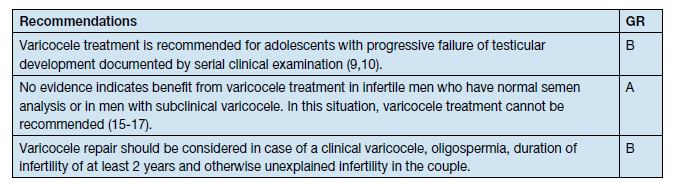 Recommendations GR
Varicocele treatment is recommended for adolescents with progressive failure of testicular B
development documented by serial clinical examination (9,10).
No evidence indicates benefit from varicocele treatment in infertile men who have normal semen A
analysis or in men with subclinical varicocele. In this situation, varicocele treatment cannot be
recommended (15-17).
Varicocele repair should be considered in case of a clinical varicocele, oligospermia, duration of B
infertility of at least 2 years and otherwise unexplained infertility in the couple.